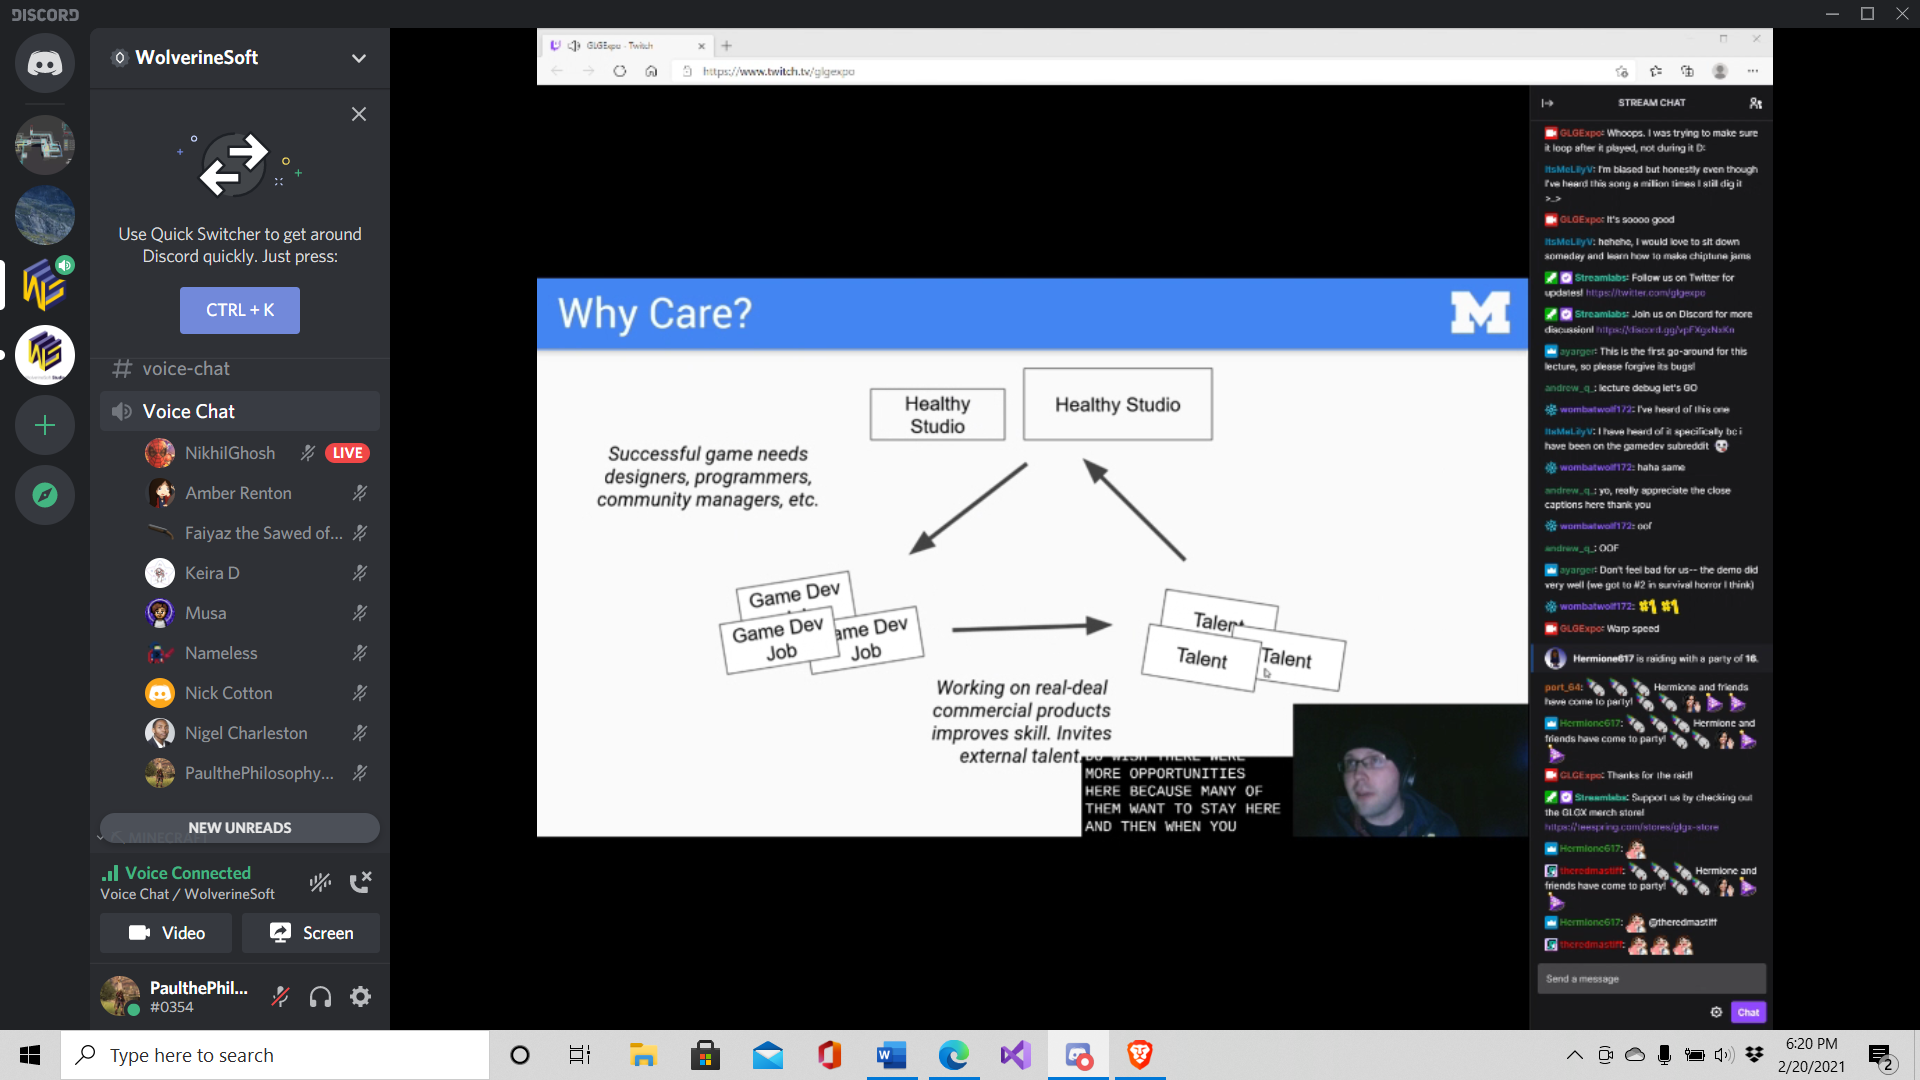 DISCORD
WolverineSoft
Use Quick Switcher to get around
Discord quickly. Just press:
CTRL + K
voice-chat
Voice Chat
NikhilGhosh
LIVE
Amber Renton
Faiyaz the Sawed of...
Keira D
Musa
Nameless
Nick Cotton
Nigel Charleston
PaulthePhilosophy...
NEW UNREADS
Voice Connected
Voice Chat / WolverineSoft
Video
Screen
PaulthePhil...
#0354
GLGExpo - Twitch
https://www.twitch.tv/glgexpo
Why Care?
M
Healthy
Studio
Healthy Studio
Successful game needs
designers, programmers,
community managers, etc.
Game Dev
Game Dev
Job
ame Dev
Job
Talent
Talent
Talent
Working on real-deal
commercial products
improves skill. Invites
external talent.
DO WISH THERE WERE
MORE OPPORTUNITIES
HERE BECAUSE MANY OF
THEM WANT TO STAY HERE
AND THEN WHEN YOU
STREAM CHAT
GLGExpo: Whoops. I was trying to make sure
it loop after it played, not during it D:
ItsMeLilyV: I'm biased but honestly even though
I've heard this song a million times I still dig it
>_>
GLGExpo: It's soooo good
ItsMeLilyV: hehehe, I would love to sit down
someday and learn how to make chiptune jams
Streamlabs: Follow us on Twitter for
updates! https://twitter.com/glgexpo
Streamlabs: Join us on Discord for more
discussion!
ayarger: This is the first go-around for this
lecture, so please forgive its bugs!
andrew_q_: lecture debug let's GO
wombatwolf172: I've heard of this one
ItsMeLilyV: I have heard of it specifically bc i
have been on the gamedev subreddit
wombatwolf172: haha same
andrew_q_: yo, really appreciate the close
captions here thank you
wombatwolf172: oof
andrew_q_: OOF
ayarger: Don't feel bad for us-- the demo did
very well (we got to #2 in survival horror I think)
wombatwolf172: #1 #1
GLGExpo: Warp speed
Hermione617 is raiding with a party of 16.
port_64: Hermione and friends
have come to party!
Hermione617: Hermione and
friends have come to party!
GLGExpo: Thanks for the raid!
Streamlabs: Support us by checking out
the GLGX merch store!
https://teespring.com/stores/glgx-store
Hermione617:
theredmastiff: Hermione and
friends have come to party!
Hermione617: @theredmastiff
theredmastiff:
Send a message
Chat
Type here to search
6:20 PM
2/20/2021
2